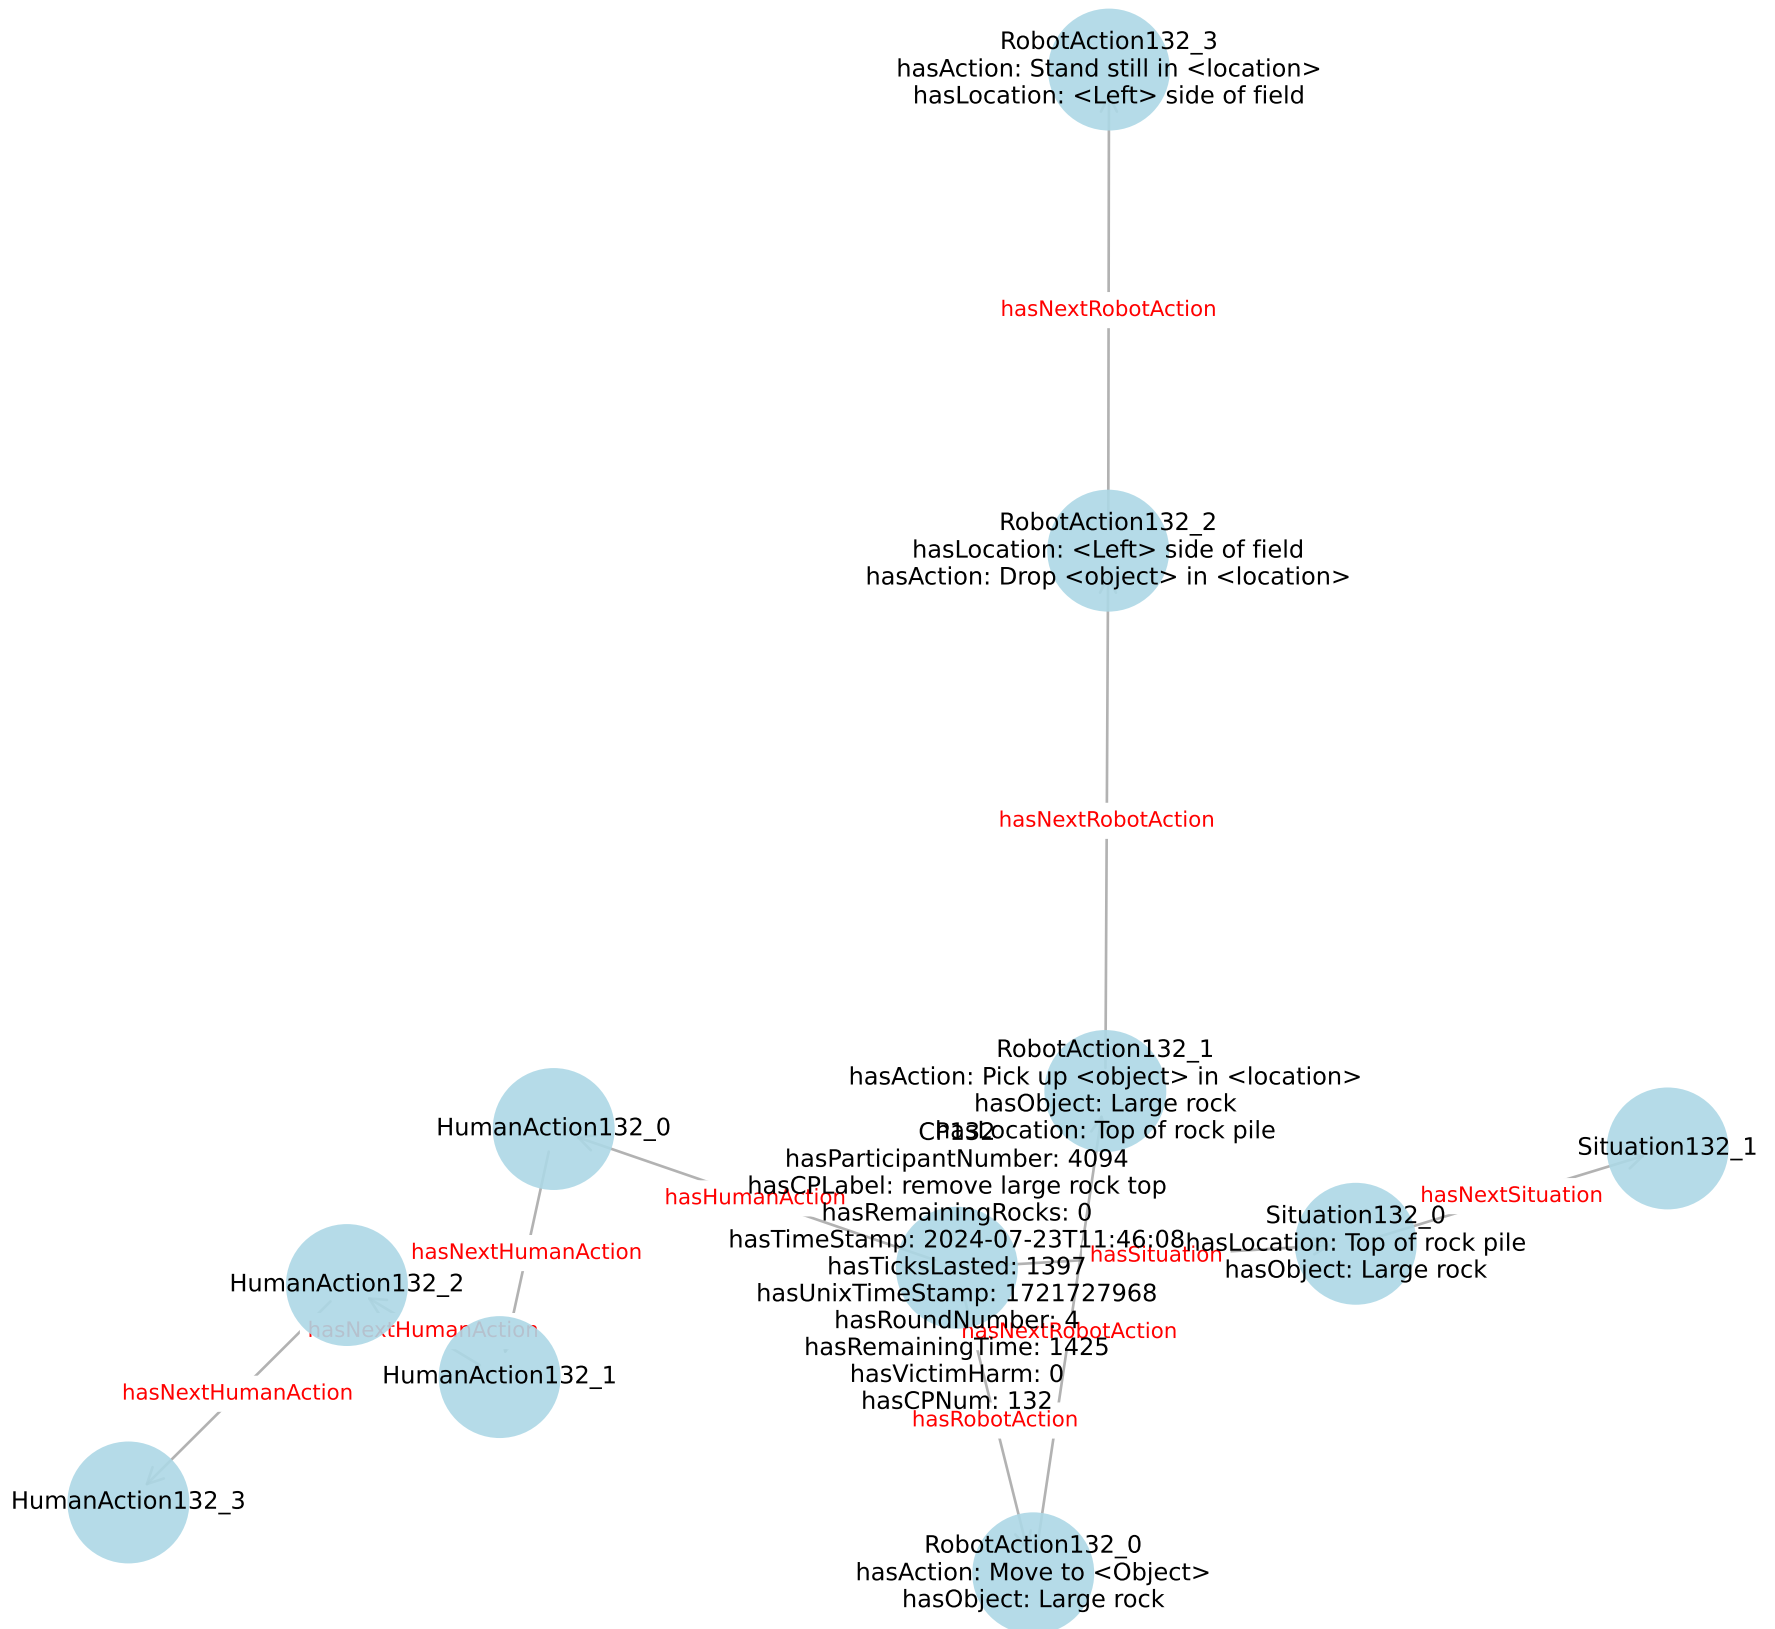 RobotAction132_3
hasAction: Stand still in <location>
hasLocation: <Left> side of field
hasNextRobotAction
RobotAction132_2
hasLocation: <Left> side of field
hasAction: Drop <object> in <location>
hasNextRobotAction
RobotAction132_1
hasAction: Pick up <object> in <location>
hasObject: Large rock
hasLocation: Top of rock pile
CP132
hasParticipantNumber: 4094
hasCPLabel: remove large rock top
hasRemainingRocks: 0
hasTimeStamp: 2024-07-23T11:46:08
hasTicksLasted: 1397
hasUnixTimeStamp: 1721727968
hasRoundNumber: 4
hasRemainingTime: 1425
hasVictimHarm: 0
hasCPNum: 132
HumanAction132_0
hasHumanAction
hasNextHumanAction
HumanAction132_2
hasNextHumanAction
HumanAction132_1
hasNextHumanAction
HumanAction132_3
Situation132_1
hasNextSituation
Situation132_0
hasLocation: Top of rock pile
hasObject: Large rock
hasSituation
hasNextRobotAction
hasRobotAction
RobotAction132_0
hasAction: Move to <Object>
hasObject: Large rock